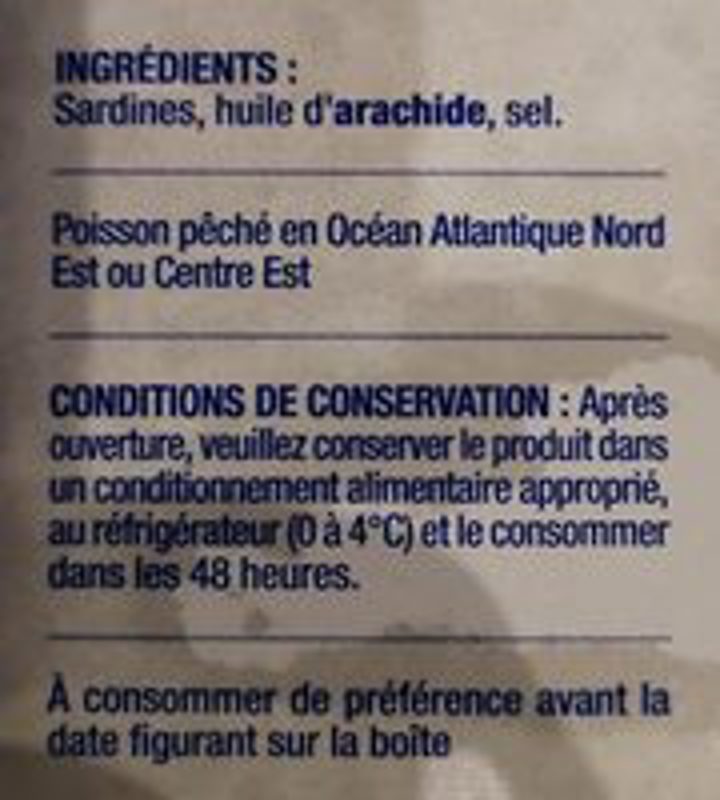 INGRÉDIENTS :
Sardines, huile d'arachide, sel.
Poisson pêché en Océan Atlantique Nord
Est ou Centre Est
CONDITIONS DE CONSERVATION : Après
ouverture, veuillez conserver le produit dans
un conditionnement alimentaire approprié,
au réfrigérateur (0 à 4°C) et le consommer
dans les 48 heures.
À consommer de préférence avant la
date figurant sur la boîte